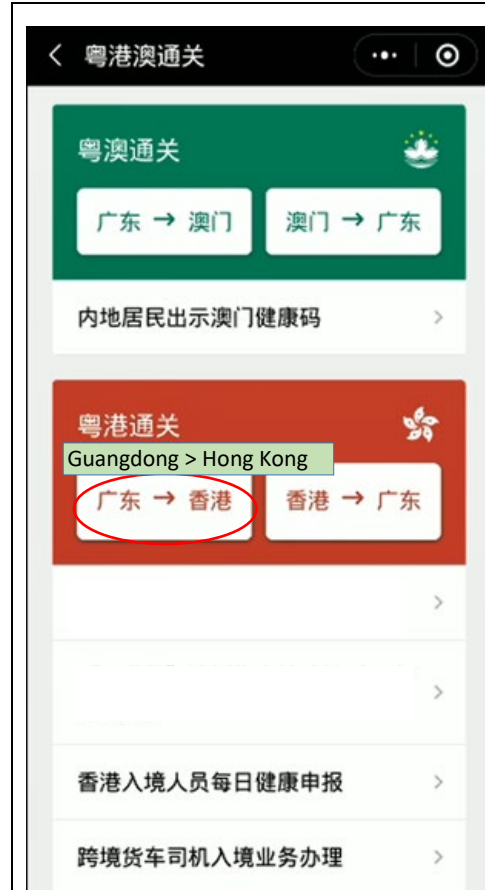 粤港澳通关
粤澳通关
广东 → 澳门
澳门 → 广东
内地居民出示澳门健康码
粤港通关
Guangdong > Hong Kong
广东 → 香港
香港 → 广东
香港入境人员每日健康申报
跨境货车司机入境业务办理